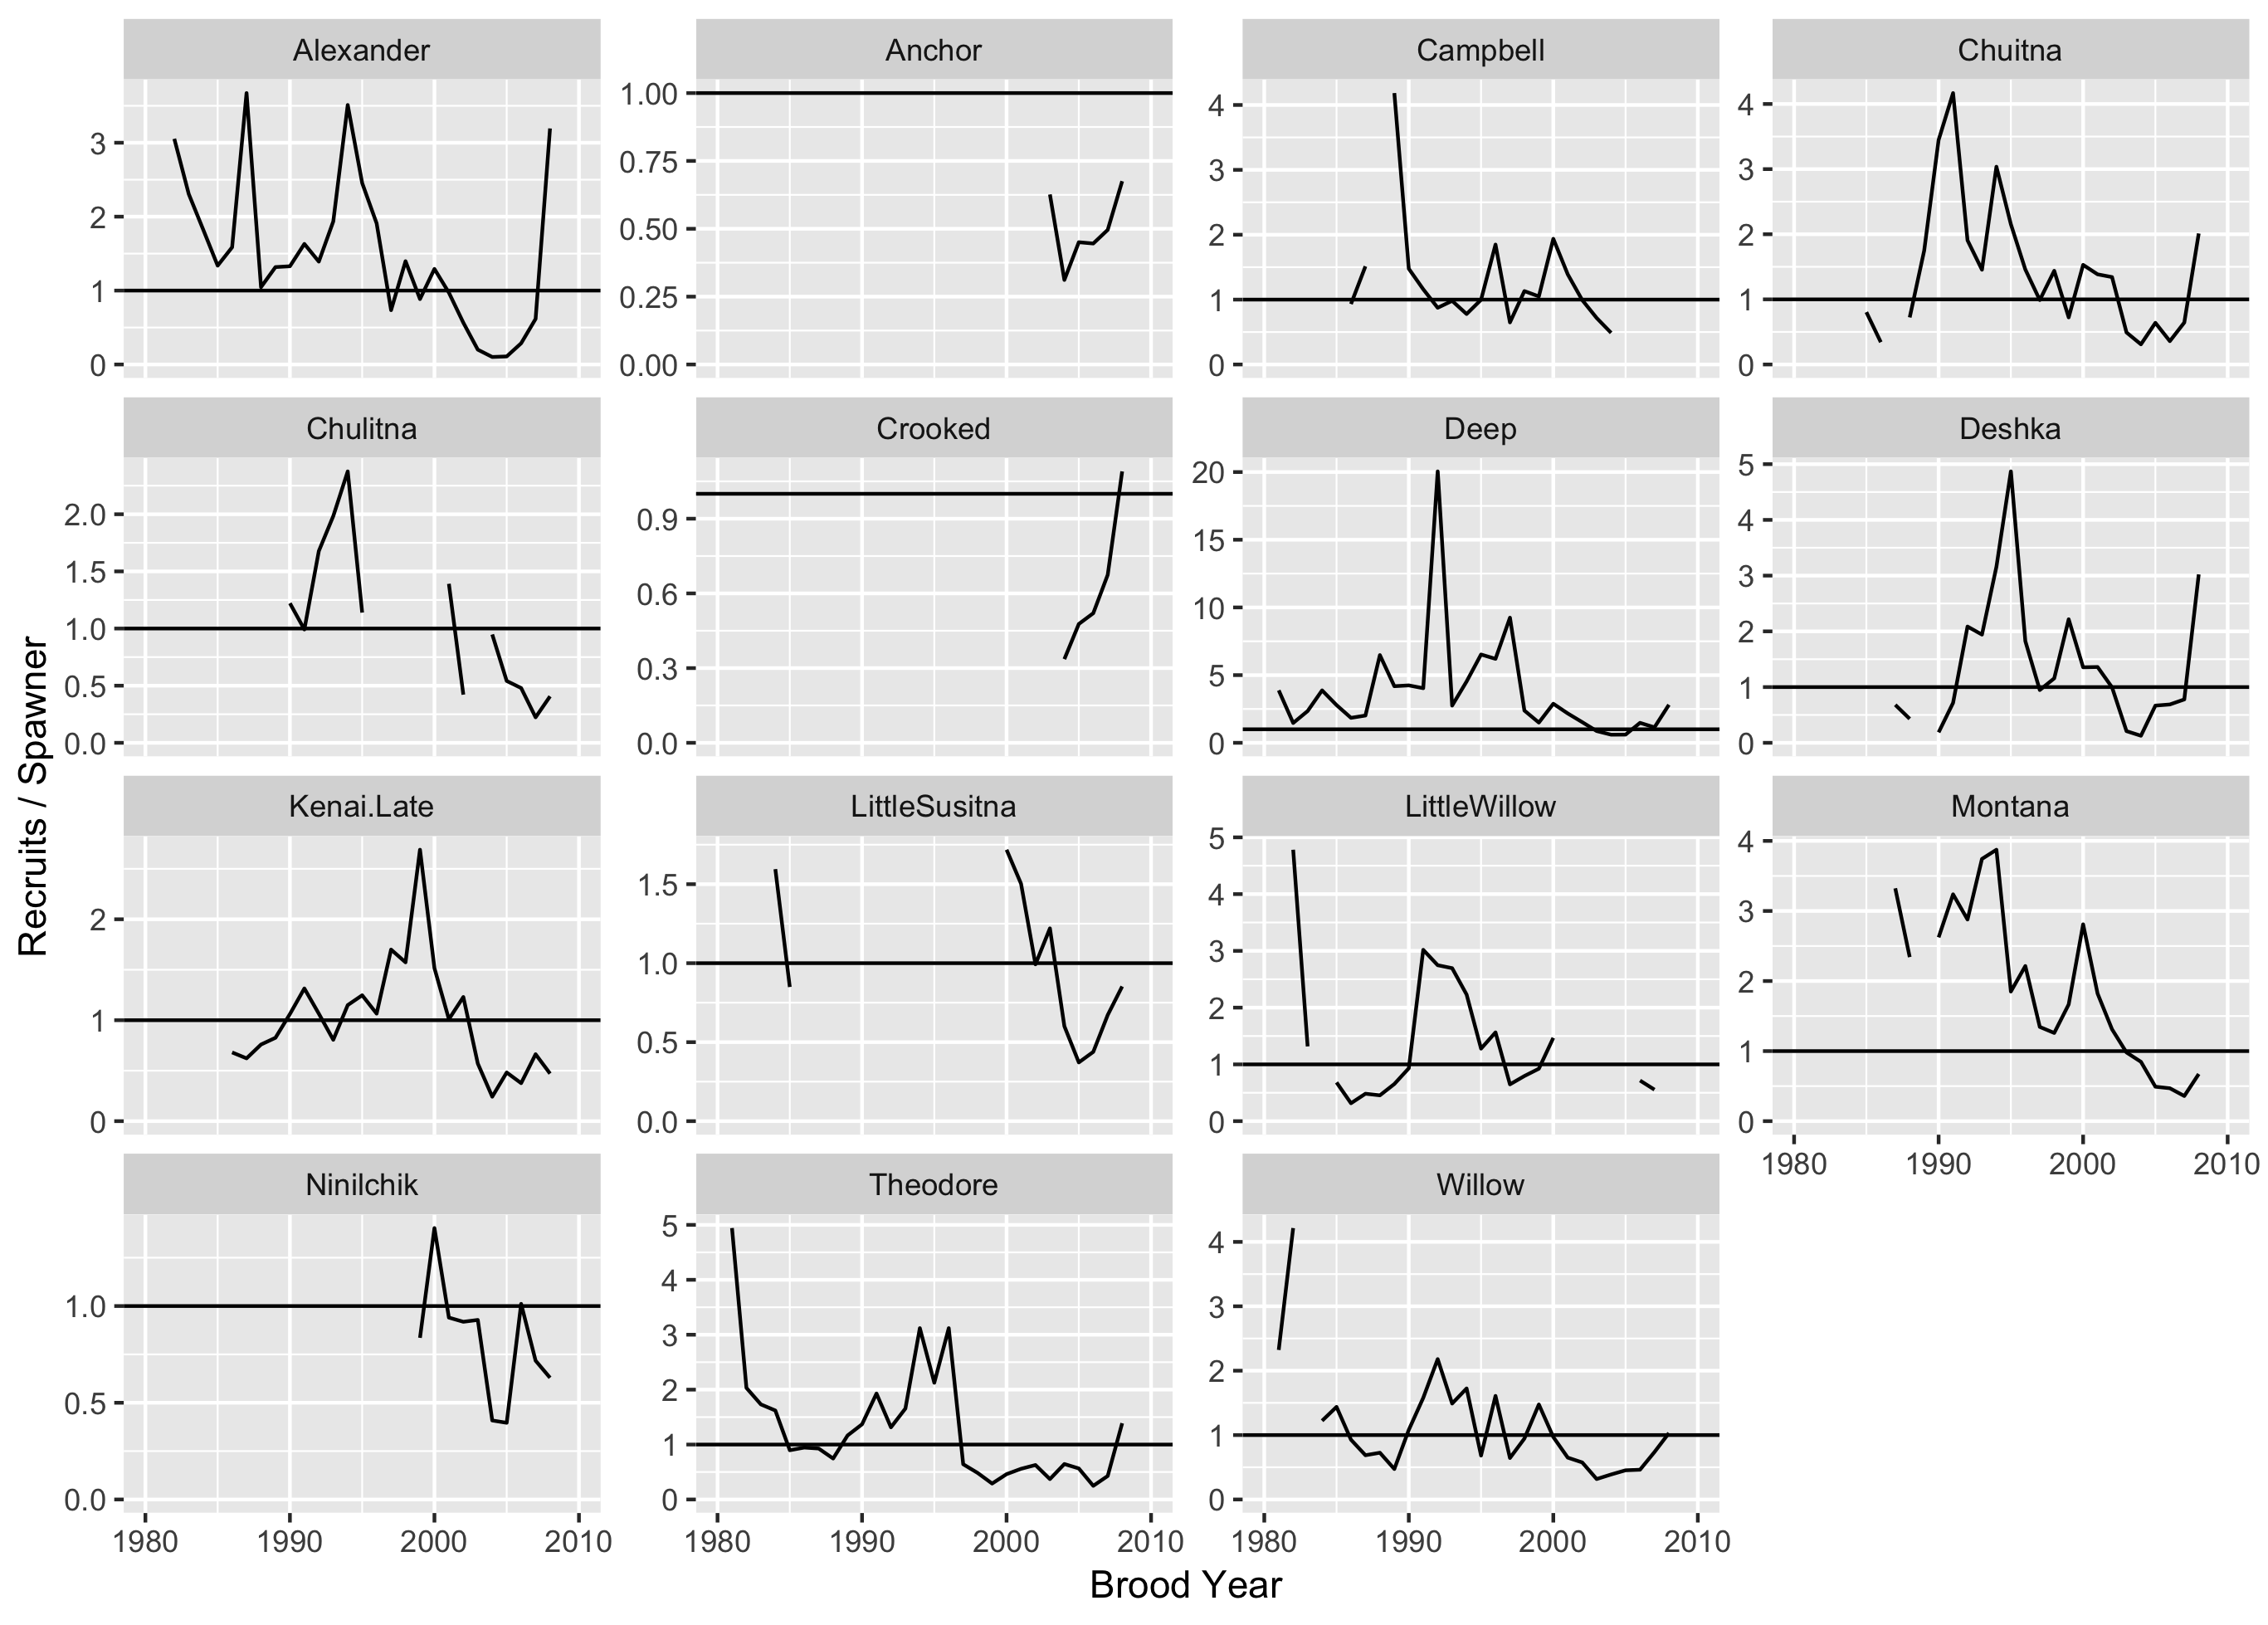 Alexander Anchor Campbell Chuitna
3 2 1 0
1.00 0.75 0.50 0.25 0.00
4 3 2 1 0
4 3 2 1 0
Chulitna Crooked Deep Deshka
2.0 1.5 1.0 0.5 0.0
0.9 0.6 0.3 0.0
20 15 10 5 0
5 4 3 2 1 0
Recruits / Spawner
Kenai.Late LittleSusitna LittleWillow Montana
2 1 0
1.5 1.0 0.5 0.0
5 4 3 2 1 0
4 3 2 1 0
1980 1990 2000 2010
Ninilchik Theodore Willow
1.0 0.5 0.0
5 4 3 2 1 0
4 3 2 1 0
1980 1990 2000 2010 1980 1990 2000 2010 1980 1990 2000 2010
Brood Year